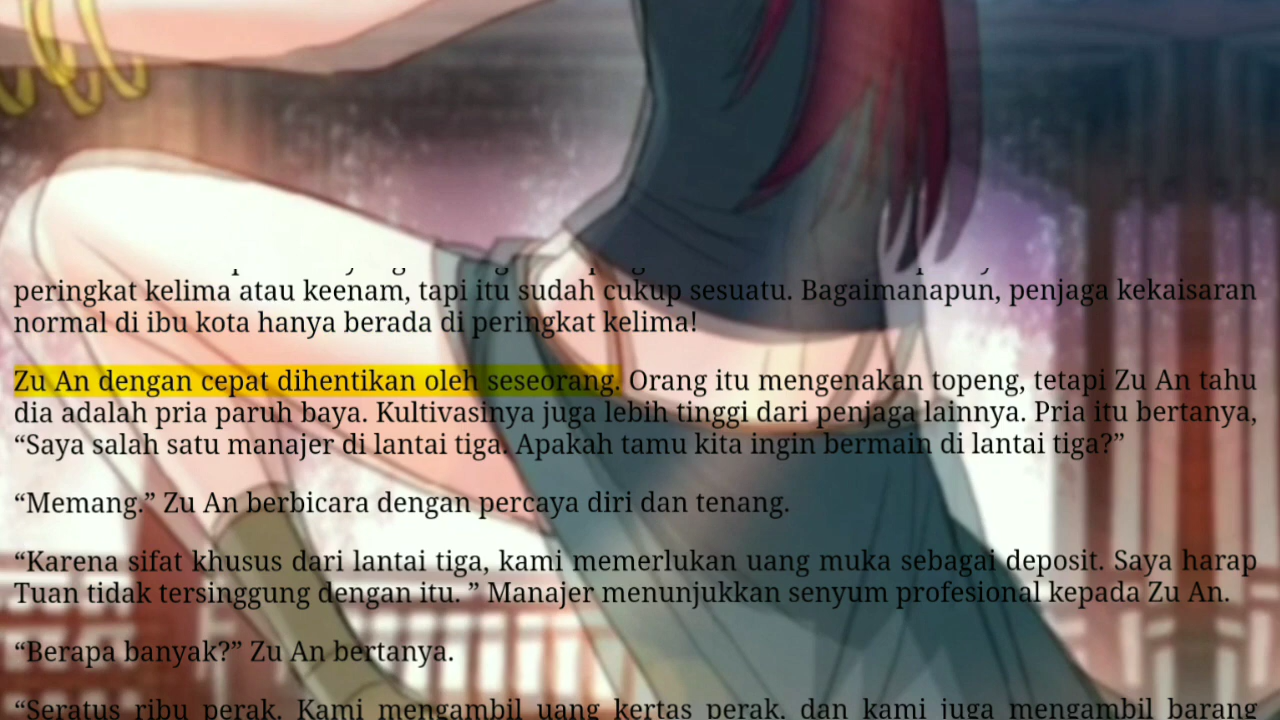 peringkat kelima atau keenam, tapi itu sudah cukup sesuatu. Bagaimanapun, penjaga kekaisaran
normal di ibu kota hanya berada di peringkat kelima!
Zu An dengan cepat dihentikan oleh seseorang. Orang itu mengenakan topeng, tetapi Zu An tahu
dia adalah pria paruh baya. Kultivasinya juga lebih tinggi dari penjaga lainnya. Pria itu bertanya,
“Saya salah satu manajer di lantai tiga. Apakah tamu kita ingin bermain di lantai tiga?”
“Memang.” Zu An berbicara dengan percaya diri dan tenang.
“Karena sifat khusus dari lantai tiga, kami memerlukan uang muka sebagai deposit. Saya harap
Tuan tidak tersinggung dengan itu. ” Manajer menunjukkan senyum profesional kepada Zu An.
“Berapa banyak?” Zu An bertanya.
“Seratus ribu perak. Kami mengambil uang kertas perak, dan kami juga mengambil barang